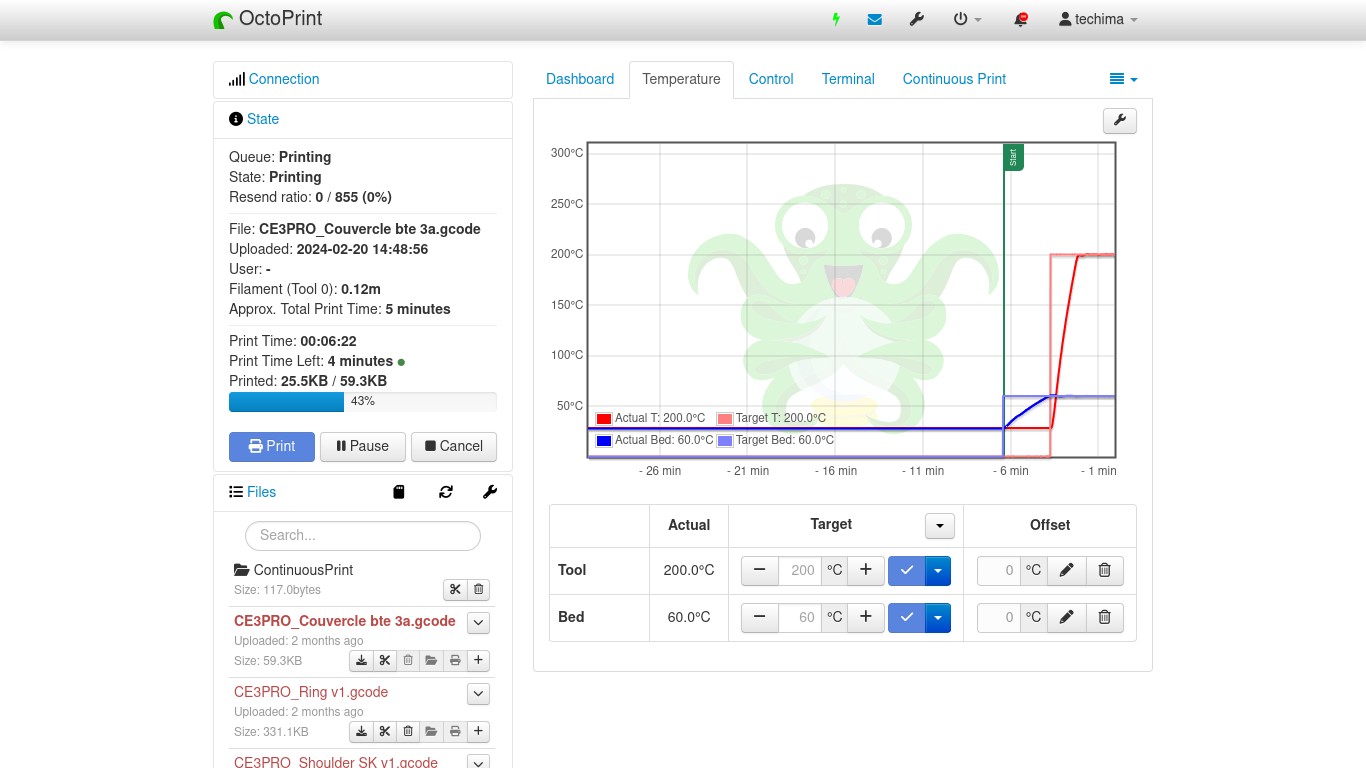 OctoPrint
techima
Connection
State
Queue: Printing
State: Printing
Resend ratio: 0 / 855 (0%)
File: CE3PRO_Couvercle bte 3a.gcode
Uploaded: 2024-02-20 14:48:56
User: -
Filament (Tool 0): 0.12m
Approx. Total Print Time: 5 minutes
Print Time: 00:06:22
Print Time Left: 4 minutes
Printed: 25.5KB / 59.3KB
43%
Print Pause Cancel
Files
Search...
ContinuousPrint
Size: 117.0bytes
CE3PRO_Couvercle bte 3a.gcode
Uploaded: 2 months ago
Size: 59.3KB
CE3PRO_Ring v1.gcode
Uploaded: 2 months ago
Size: 331.1KB
CE3PRO_Shoulder SK v1.gcode
Dashboard Temperature Control Terminal Continuous Print
300°C
250°C
200°C
150°C
100°C
50°C
Start
Actual T: 200.0°C Target T: 200.0°C
Actual Bed: 60.0°C Target Bed: 60.0°C
- 26 min - 21 min - 16 min - 11 min - 6 min - 1 min
Actual Target Offset
Tool 200.0°C 200 °C 0 °C
Bed 60.0°C 60 °C 0 °C